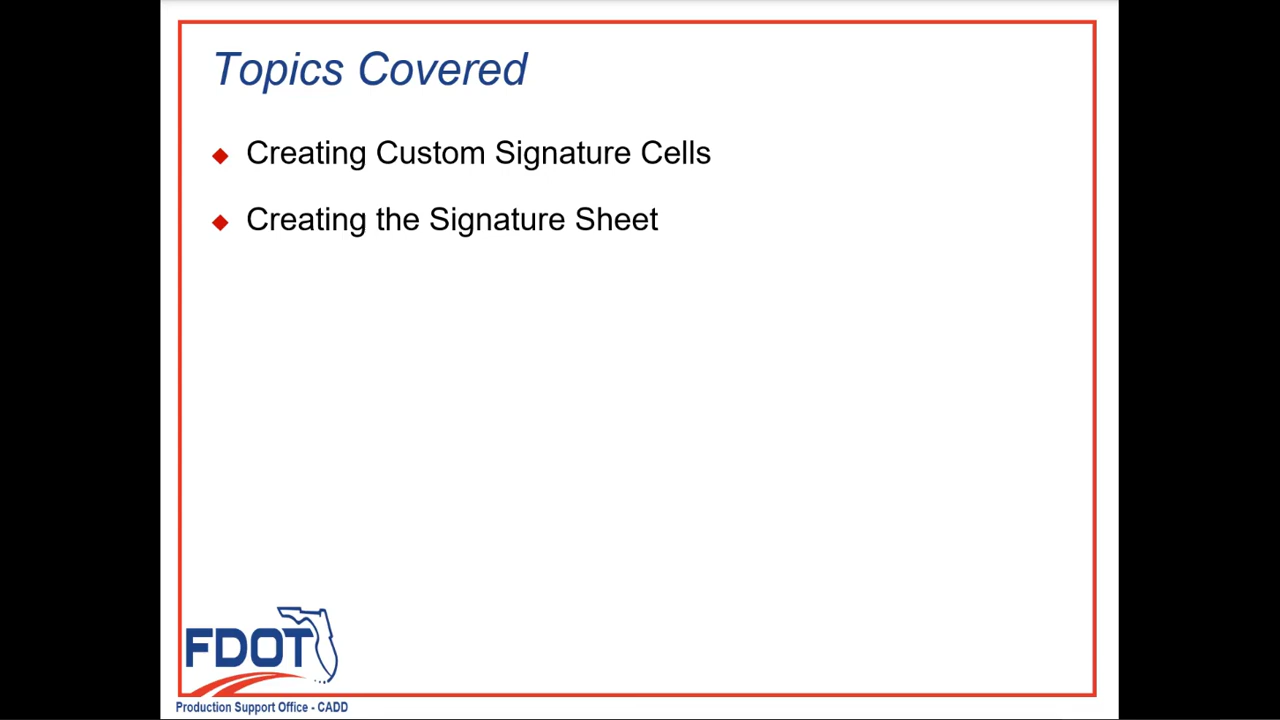 Topics Covered
Creating Custom Signature Cells
Creating the Signature Sheet
FDOT
Production Support Office - CADD